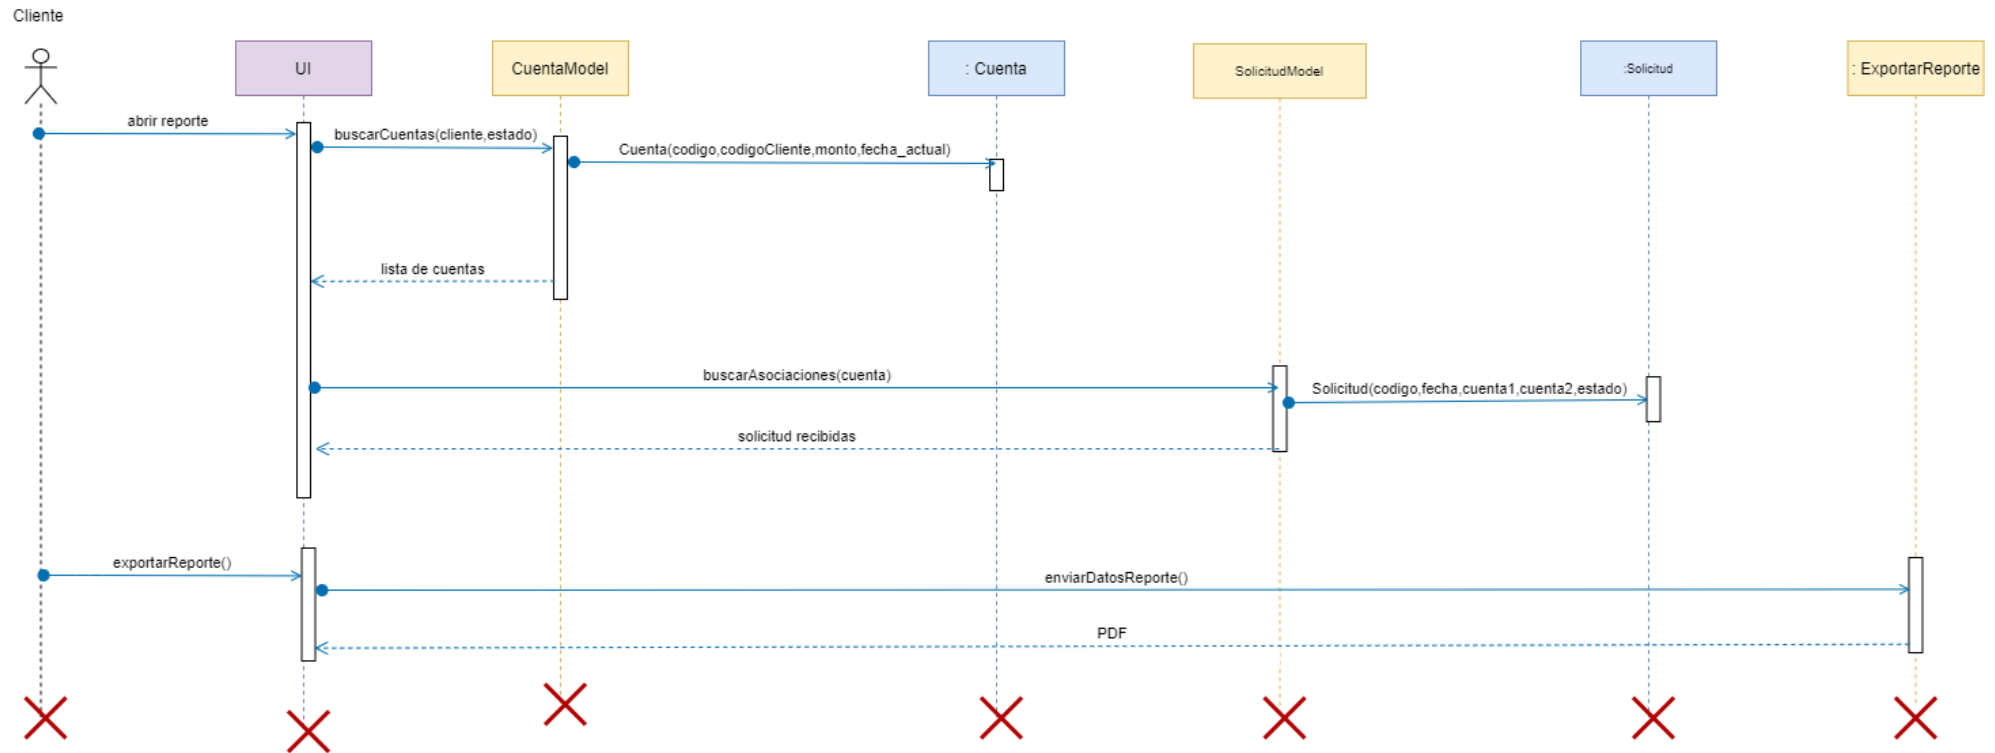 Cliente
UI
CuentaModel
: Cuenta
SolicitudModel
:Solicitud
: ExportarReporte
abrir reporte
buscarCuentas(cliente,estado)
Cuenta(codigo,codigoCliente,monto,fecha_actual)
lista de cuentas
buscarAsociaciones(cuenta)
Solicitud(codigo,fecha,cuenta1,cuenta2,estado)
solicitud recibidas
exportarReporte()
enviarDatosReporte()
PDF